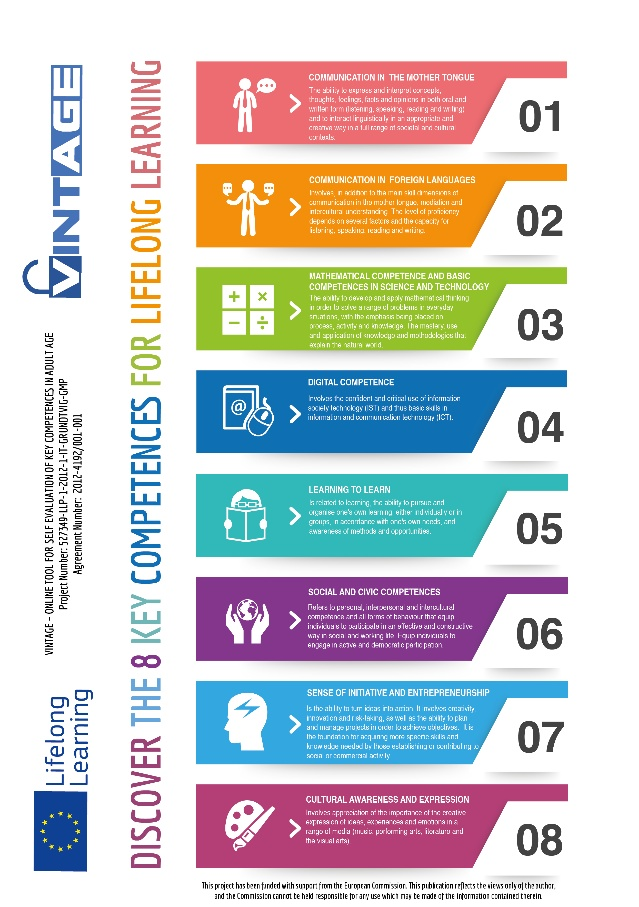 VINTAGE
VINTAGE – ONLINE TOOL FOR SELF EVALUATION OF KEY COMPETENCES IN ADULT AGE
Project Number: 527349-LLP-1-2012-1-IT-GRUNDTVIG-GMP
Agreement Number: 2012-4192/001-001
Lifelong
Learning
DISCOVER THE 8 KEY COMPETENCES FOR LIFELONG LEARNING
COMMUNICATION IN THE MOTHER TONGUE
The ability to express and interpret concepts,
thoughts, feelings, facts and opinions in both oral and
written form (listening, speaking, reading and writing)
and to interact linguistically in an appropriate and
creative way in a full range of societal and cultural
contexts.
01
COMMUNICATION IN FOREIGN LANGUAGES
Involves, in addition to the main skill dimensions of
communication in the mother tongue, mediation and
intercultural understanding. The level of proficiency
depends on several factors and the capacity for
listening, speaking, reading and writing.
02
MATHEMATICAL COMPETENCE AND BASIC
COMPETENCES IN SCIENCE AND TECHNOLOGY
The ability to develop and apply mathematical thinking
in order to solve a range of problems in everyday
situations, with the emphasis being placed on
process, activity and knowledge. The mastery, use
and application of knowledge and methodologies that
explain the natural world.
+ ×
− ÷
03
DIGITAL COMPETENCE
Involves the confident and critical use of information
society technology (IST) and thus basic skills in
information and communication technology (ICT).
@
04
LEARNING TO LEARN
Is related to learning, the ability to pursue and
organise one's own learning, either individually or in
groups, in accordance with one's own needs, and
awareness of methods and opportunities.
05
SOCIAL AND CIVIC COMPETENCES
Refers to personal, interpersonal and intercultural
competence and all forms of behaviour that equip
individuals to participate in an effective and constructive
way in social and working life. Equip individuals to
engage in active and democratic participation.
06
SENSE OF INITIATIVE AND ENTREPRENEURSHIP
Is the ability to turn ideas into action. It involves creativity,
innovation and risk-taking, as well as the ability to plan
and manage projects in order to achieve objectives. It is
the foundation for acquiring more specific skills and
knowledge needed by those establishing or contributing to
social or commercial activity
07
CULTURAL AWARENESS AND EXPRESSION
Involves appreciation of the importance of the creative
expression of ideas, experiences and emotions in a
range of media (music, performing arts, literature and
the visual arts)
08
This project has been funded with support from the European Commission. This publication reflects the views only of the author,
and the Commission cannot be held responsible for any use which may be made of the information contained therein.